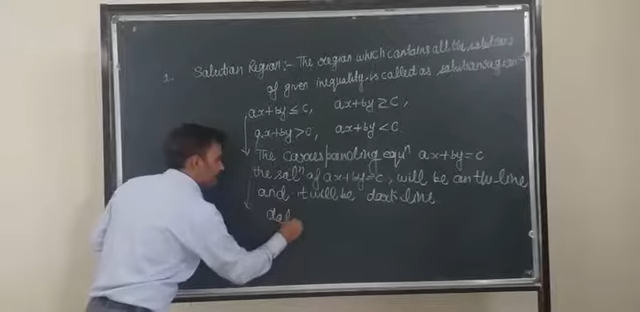 1. Solution Region:- The region which contains all the solutions
of given inequality is called as solution region
ax+by ≤ c, ax+by ≥ c,
ax+by > c, ax+by < c.
The corresponding equⁿ ax+by = c
the solⁿ of ax+by = c, will be on the line
and it will be dark line